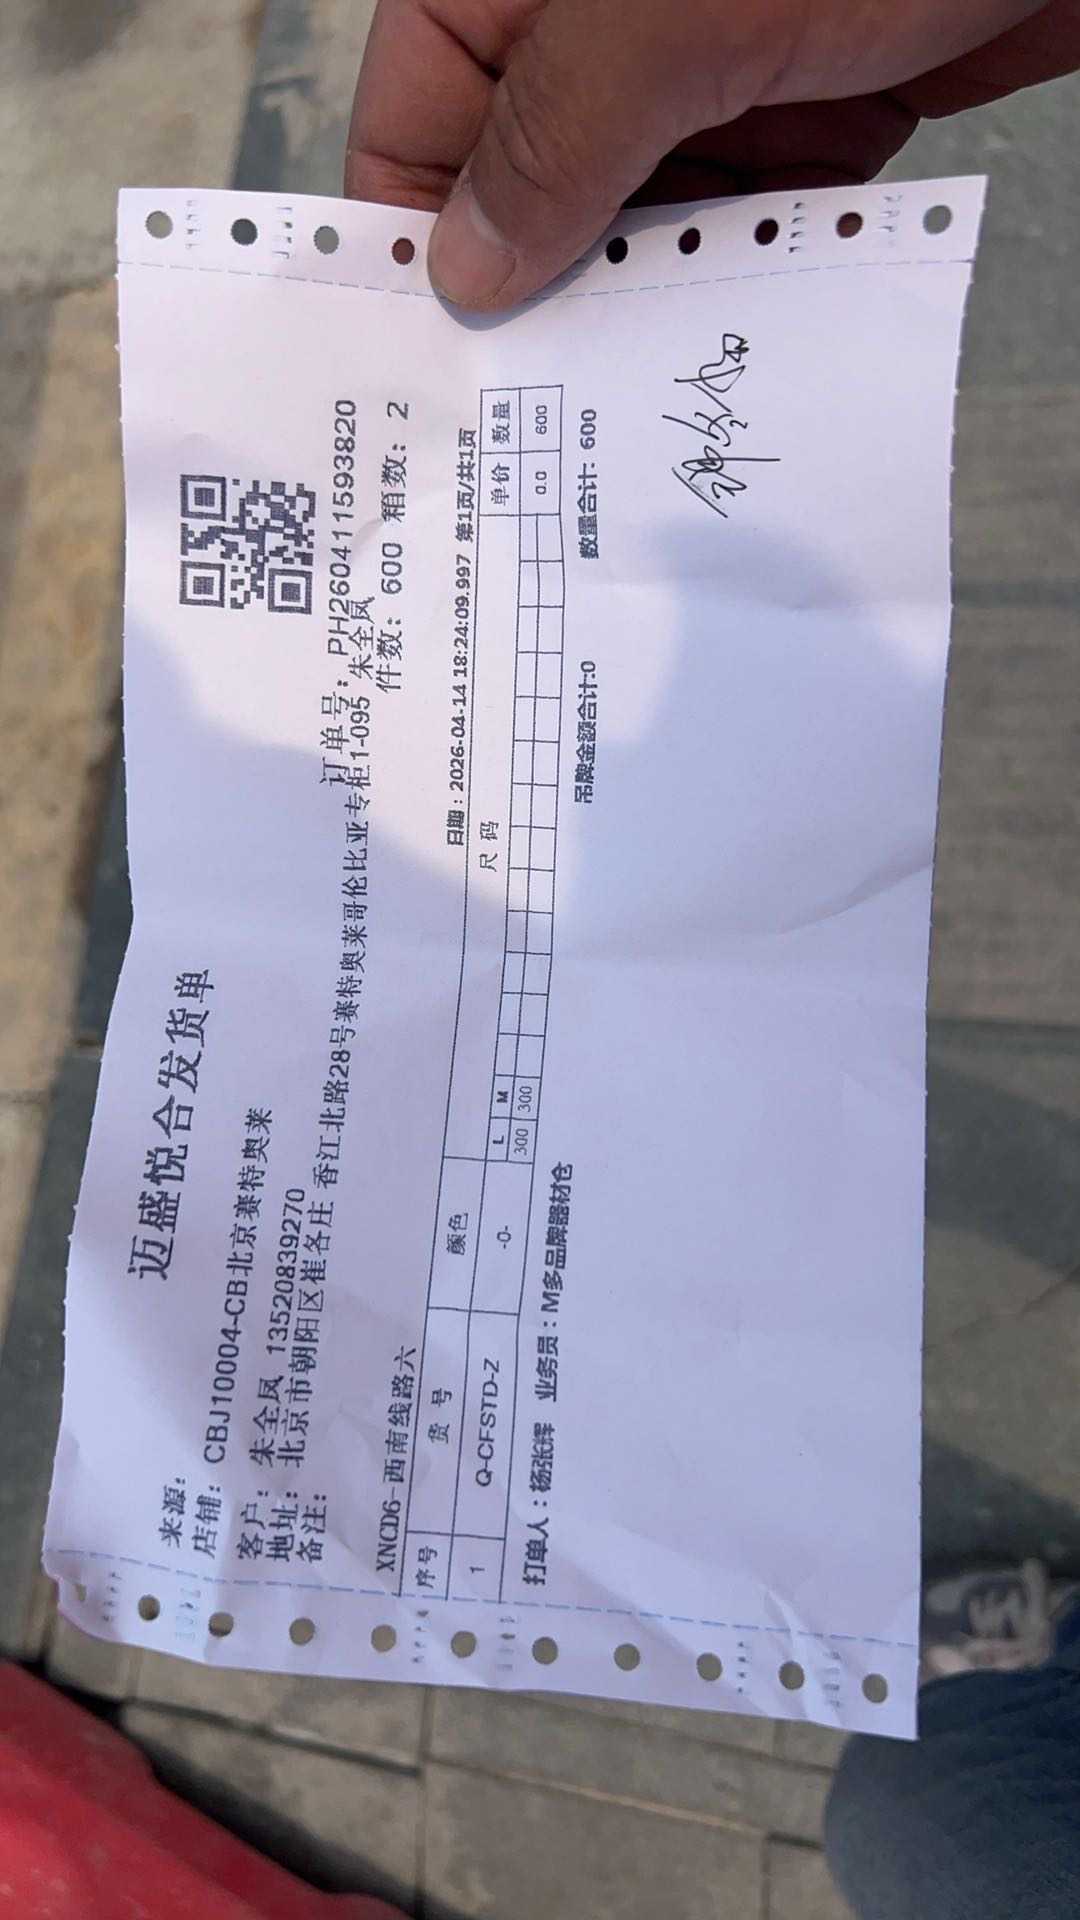 迈盛悦合发货单
来源：
店铺：CBJ10004-CB北京赛特奥莱
订单号：PH260411593820
客户：朱全凤 13520839270
地址：北京市朝阳区崔各庄 香江北路28号赛特奥莱哥伦比亚专柜1-095 朱全凤
备注：
件数：600 箱数：2
XNCD6-西南线路六
日期：2026-04-14 18:24:09.997 第1页/共1页
序号 货号 颜色 尺码 单价 数量
L M
1 Q-CFSTD-Z -0- 300 300 0.0 600
打单人：杨张辉 业务员：M多品牌器材仓 吊牌金额合计:0 数量合计：600